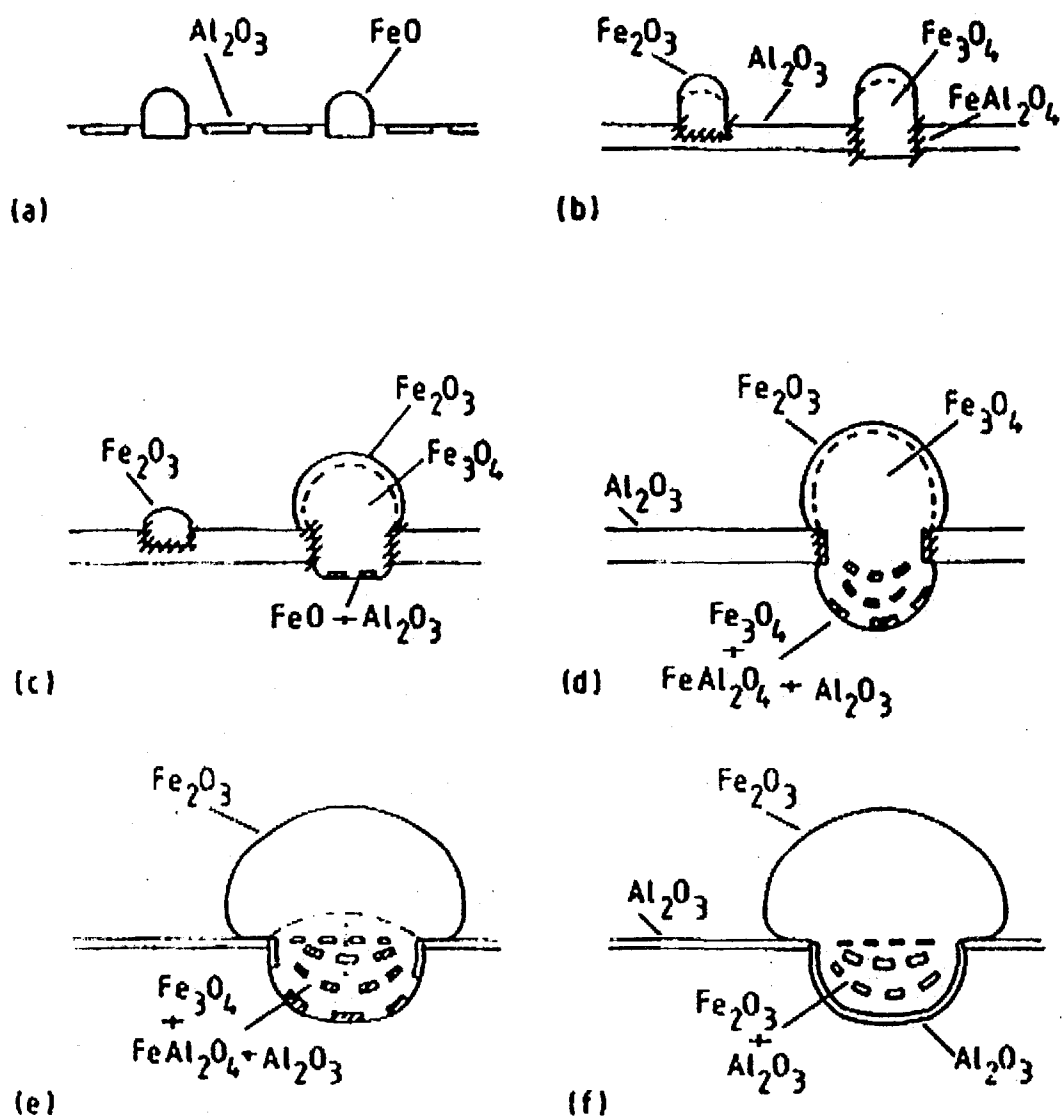 Al₂O₃ FeO
(a)
Fe₂O₃ Al₂O₃ Fe₃O₄
FeAl₂O₄
(b)
Fe₂O₃ Fe₂O₃
Fe₃O₄
FeO + Al₂O₃
(c)
Al₂O₃ Fe₂O₃ Fe₃O₄
Fe₃O₄
+
FeAl₂O₄ + Al₂O₃
(d)
Fe₂O₃
Fe₃O₄
+
FeAl₂O₄ + Al₂O₃
(e)
Fe₂O₃
Al₂O₃
Fe₂O₃
+
Al₂O₃ Al₂O₃
(f)